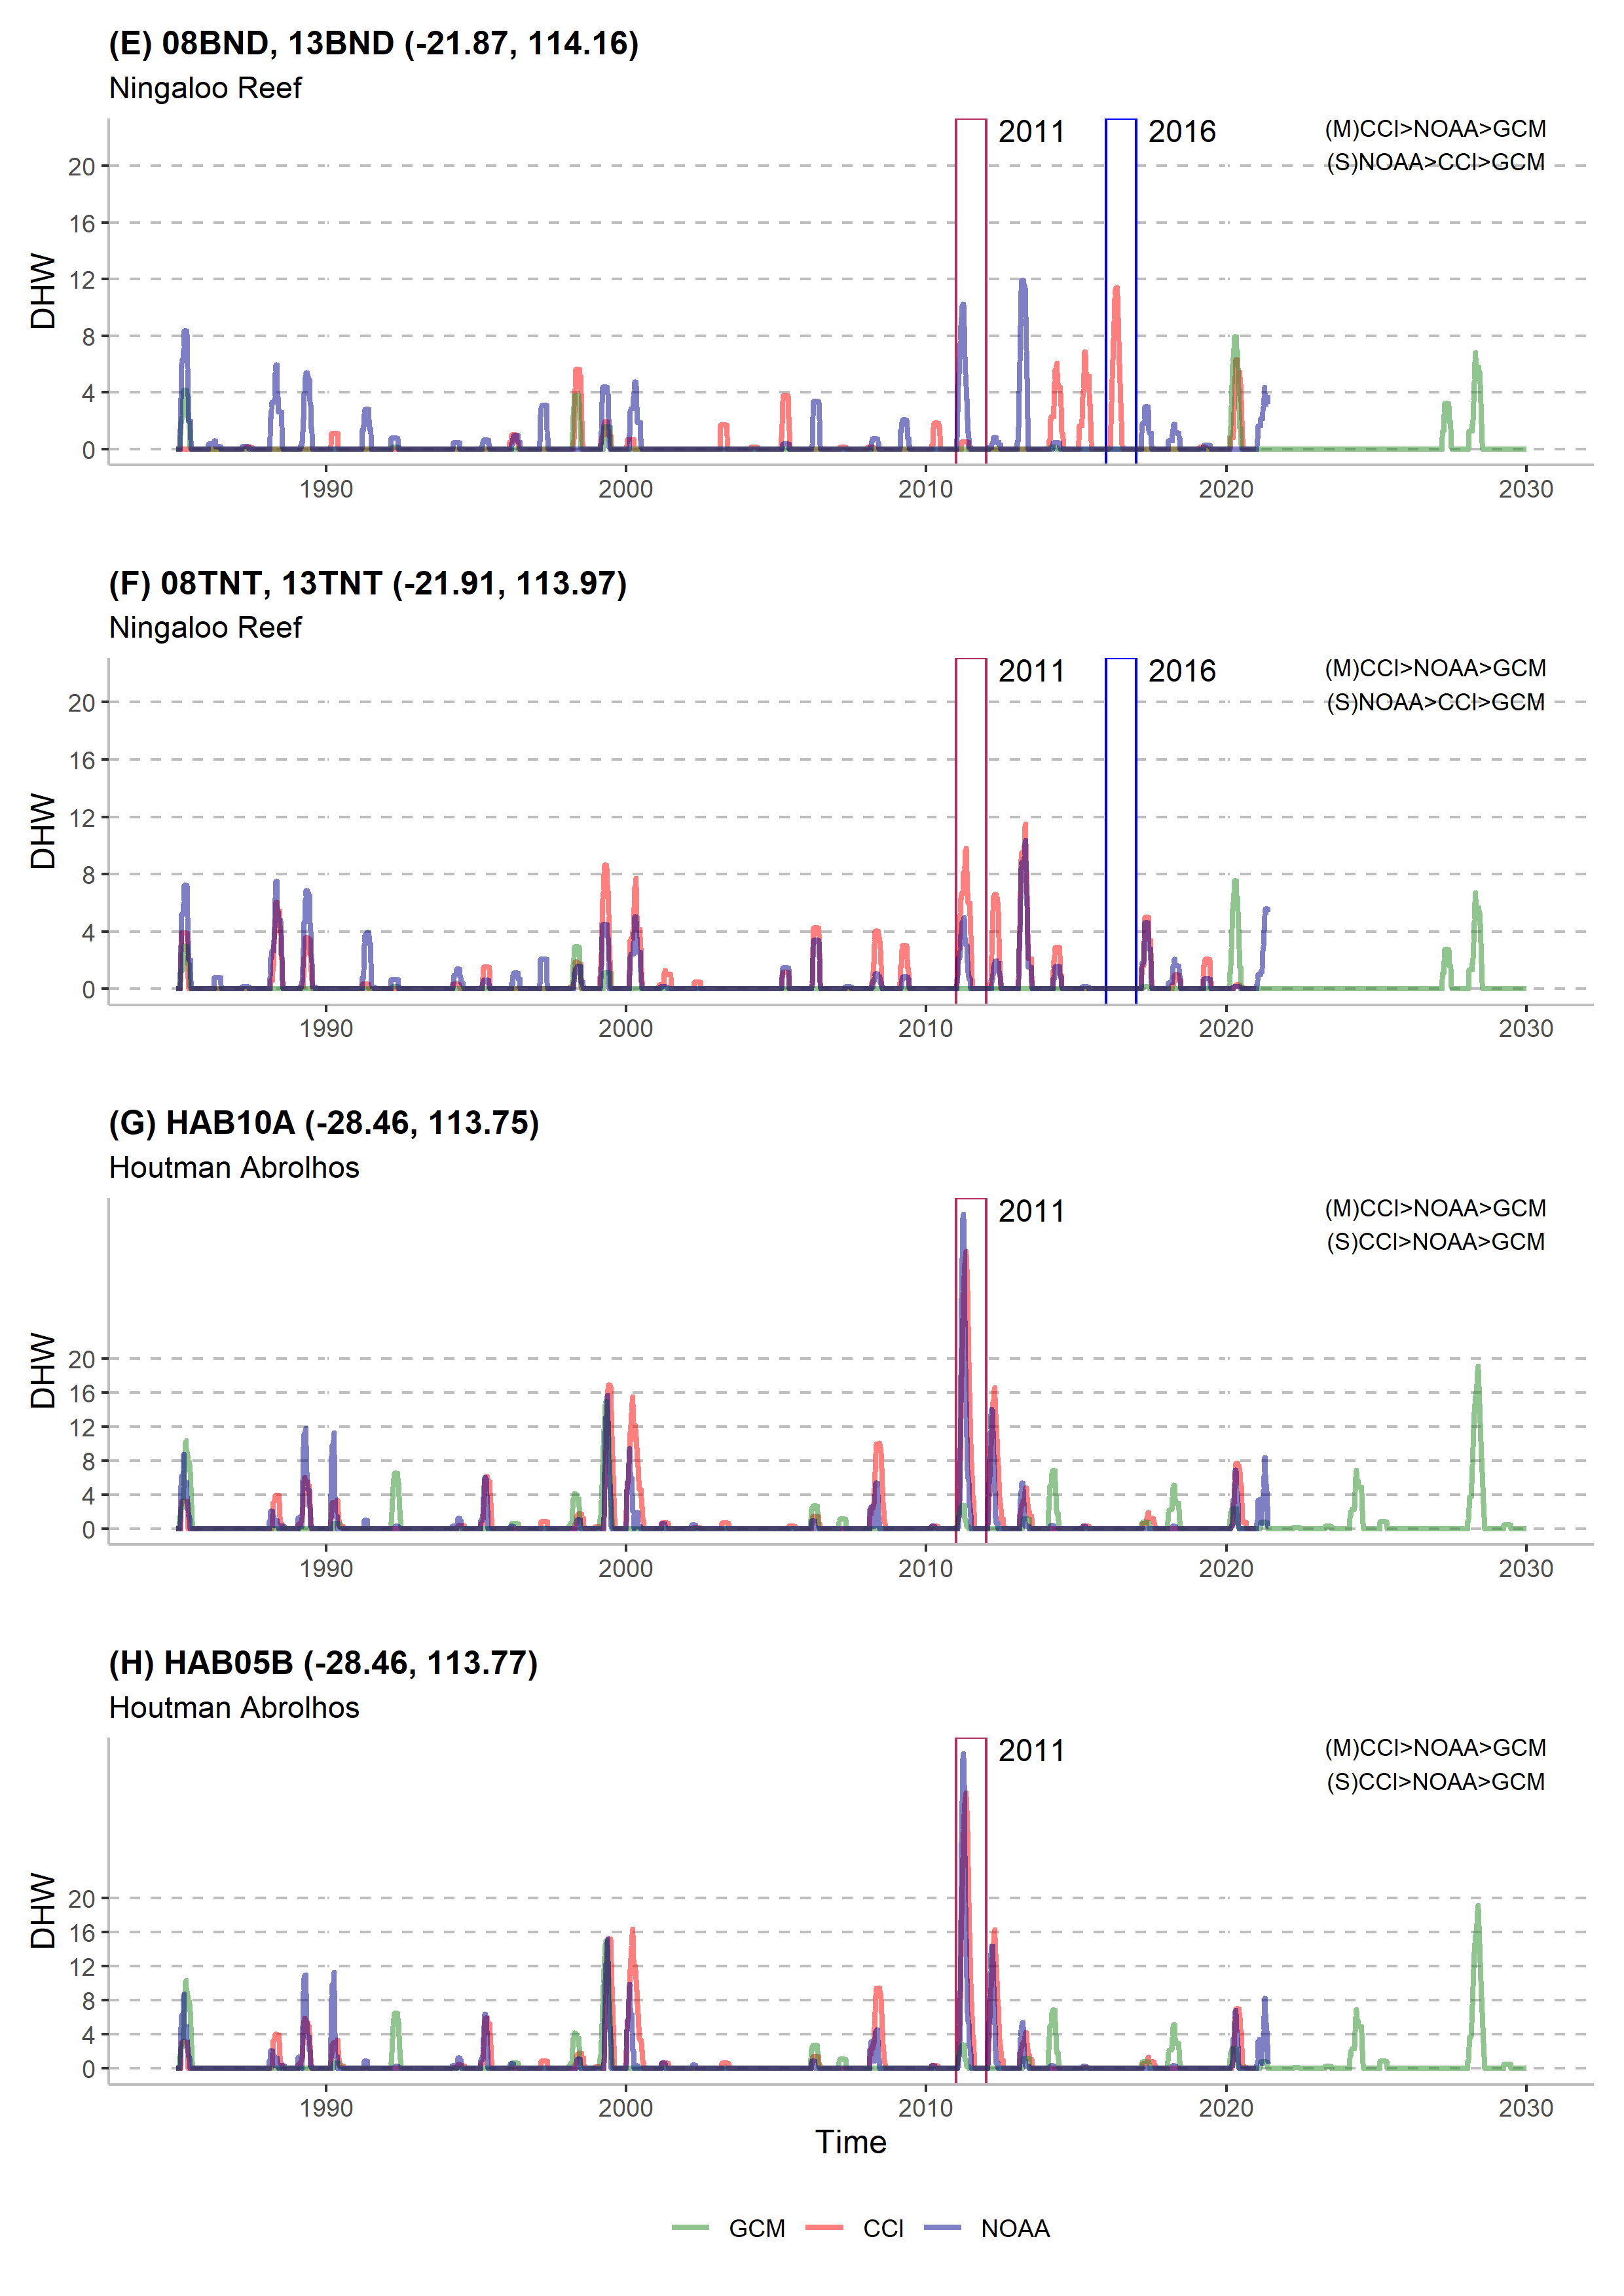 (E) 08BND, 13BND (-21.87, 114.16)
Ningaloo Reef
2011 2016 (M)CCI>NOAA>GCM
(S)NOAA>CCI>GCM
20
16
12
8
4
0
DHW
1990 2000 2010 2020 2030
(F) 08TNT, 13TNT (-21.91, 113.97)
Ningaloo Reef
2011 2016 (M)CCI>NOAA>GCM
(S)NOAA>CCI>GCM
20
16
12
8
4
0
DHW
1990 2000 2010 2020 2030
(G) HAB10A (-28.46, 113.75)
Houtman Abrolhos
2011 (M)CCI>NOAA>GCM
(S)CCI>NOAA>GCM
20
16
12
8
4
0
DHW
1990 2000 2010 2020 2030
(H) HAB05B (-28.46, 113.77)
Houtman Abrolhos
2011 (M)CCI>NOAA>GCM
(S)CCI>NOAA>GCM
20
16
12
8
4
0
DHW
1990 2000 2010 2020 2030
Time
GCM CCI NOAA